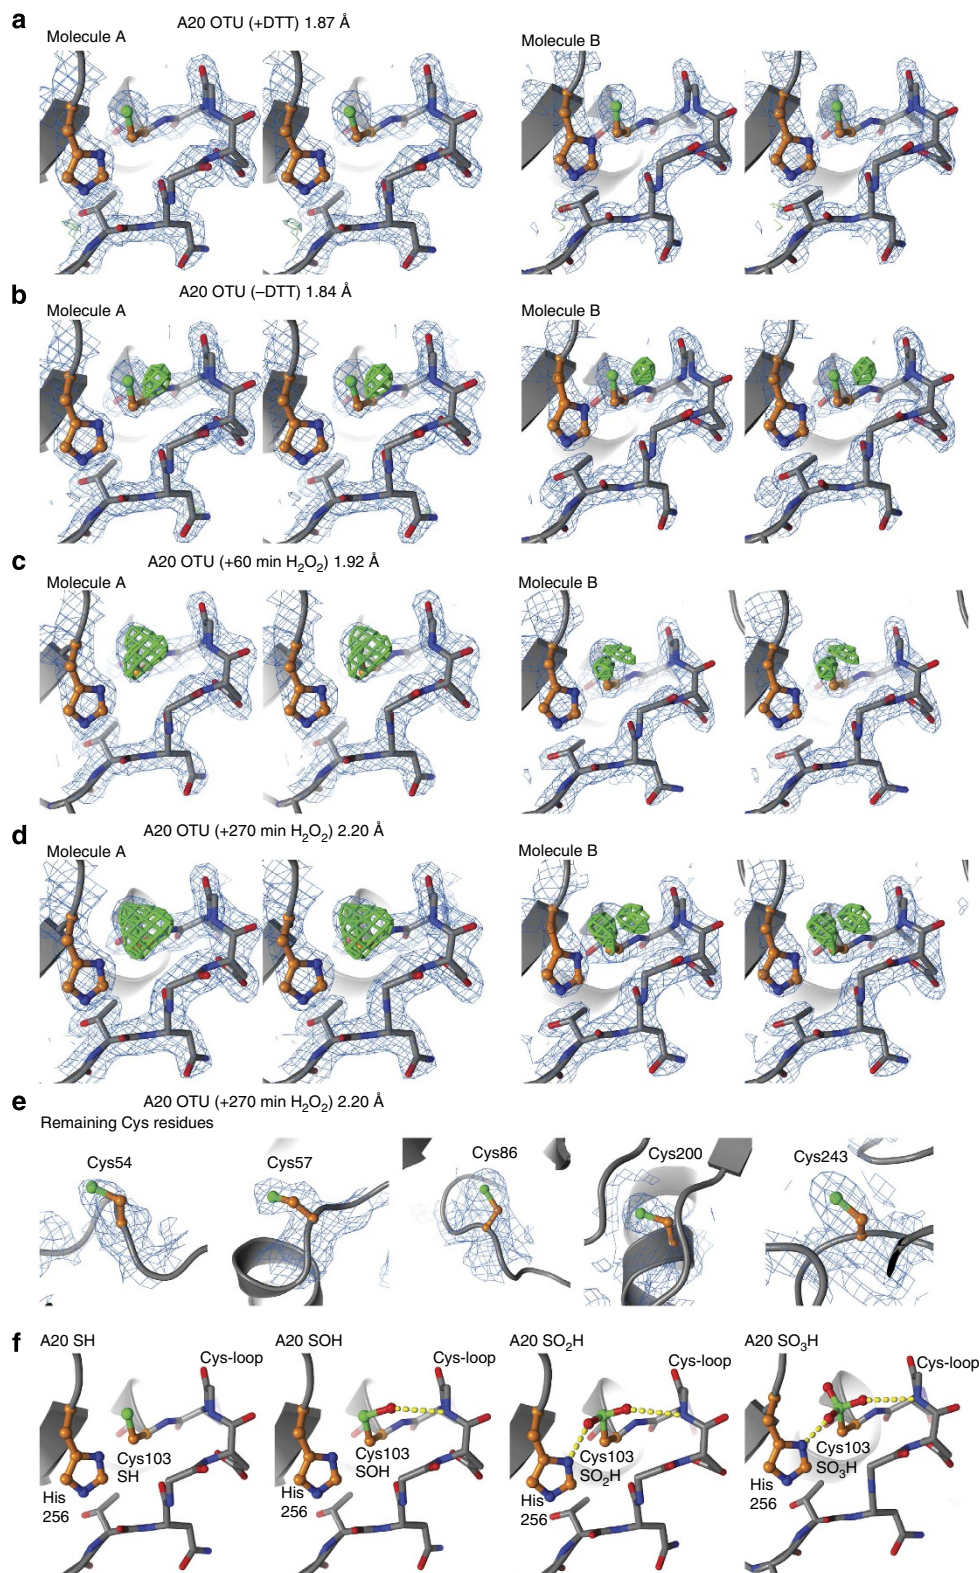 a
A20 OTU (+DTT) 1.87 Å
Molecule A
Molecule B
b
A20 OTU (–DTT) 1.84 Å
Molecule A
Molecule B
c
A20 OTU (+60 min H₂O₂) 1.92 Å
Molecule A
Molecule B
d
A20 OTU (+270 min H₂O₂) 2.20 Å
Molecule A
Molecule B
e
A20 OTU (+270 min H₂O₂) 2.20 Å
Remaining Cys residues
Cys54
Cys57
Cys86
Cys200
Cys243
f
A20 SH
Cys-loop
Cys103
SH
His
256
A20 SOH
Cys-loop
Cys103
SOH
His
256
A20 SO₂H
Cys-loop
Cys103
SO₂H
His
256
A20 SO₃H
Cys-loop
Cys103
SO₃H
His
256